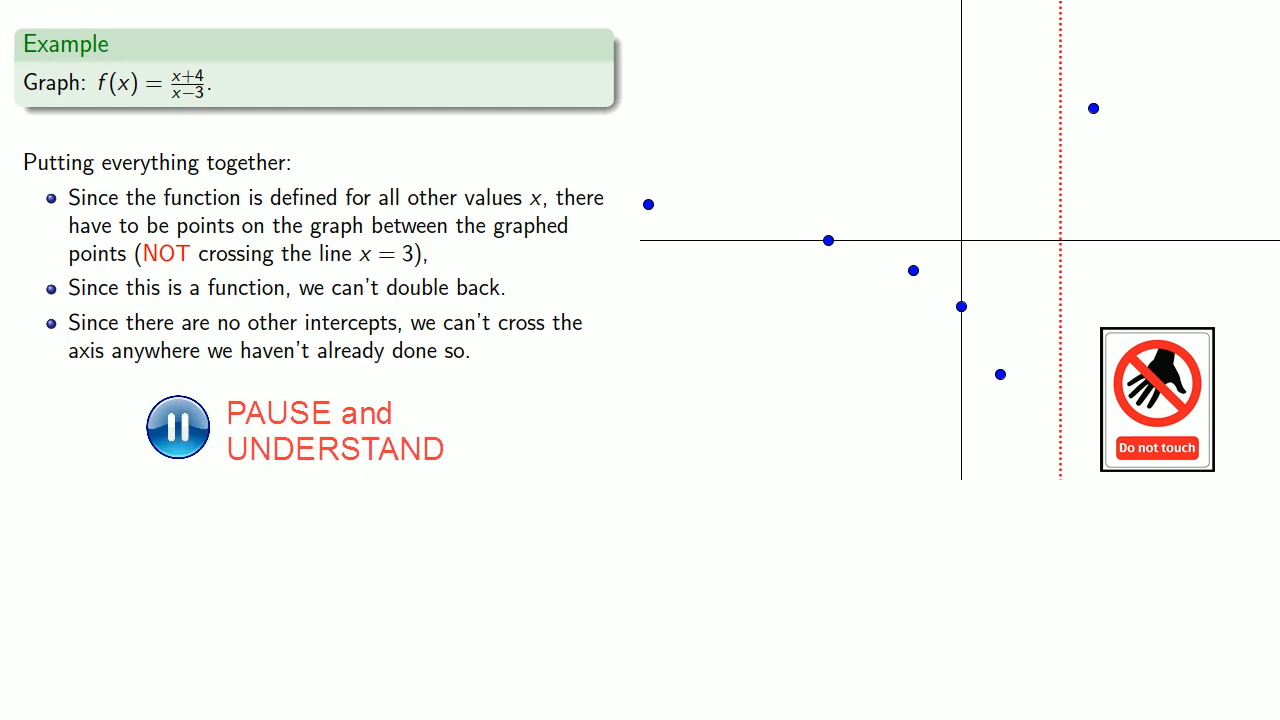 Example
Graph: f(x) = \frac{x+4}{x−3}.
Putting everything together:
Since the function is defined for all other values x, there
have to be points on the graph between the graphed
points (NOT crossing the line x = 3),
Since this is a function, we can't double back.
Since there are no other intercepts, we can't cross the
axis anywhere we haven't already done so.
PAUSE and
UNDERSTAND
Do not touch